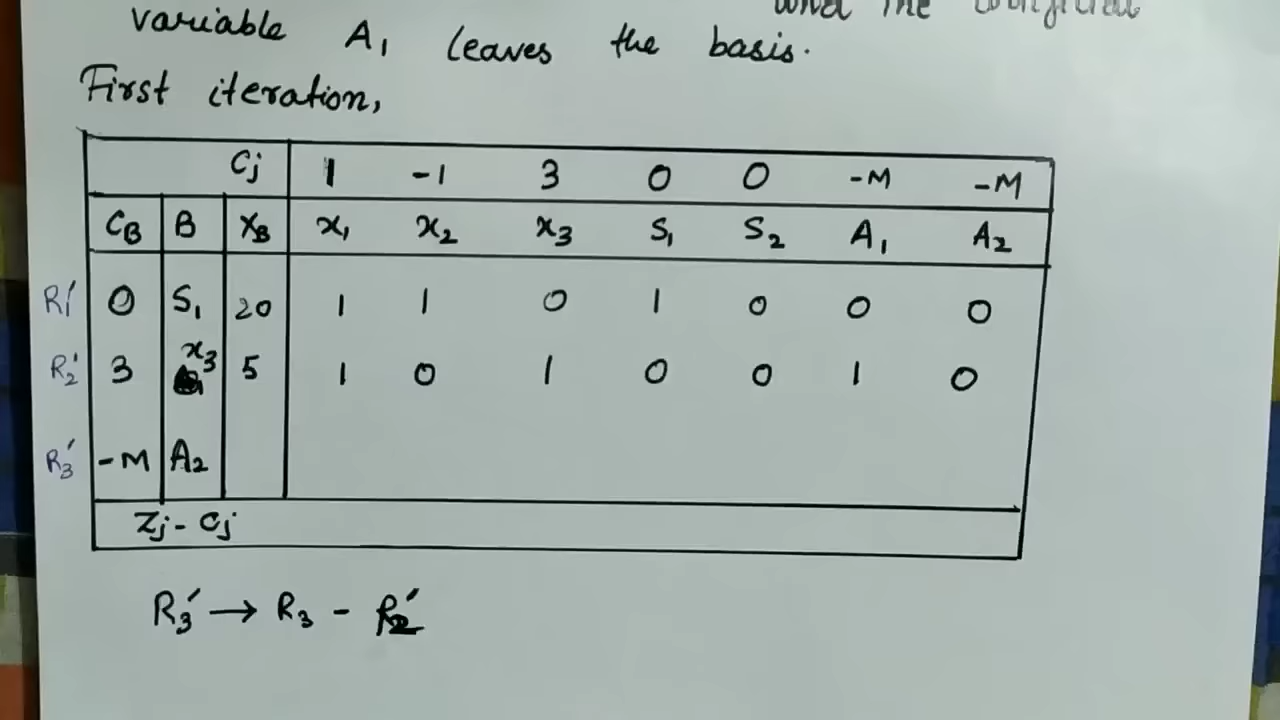 variable A₁ leaves the basis.
First iteration,
Cj 1 -1 3 0 0 -M -M
CB B XB x₁ x₂ x₃ S₁ S₂ A₁ A₂
R₁′ 0 S₁ 20 1 1 0 1 0 0 0
R₂′ 3 x₃ 5 1 0 1 0 0 1 0
R₃′ -M A₂
Zj - Cj
R₃′ → R₃ - R₂′